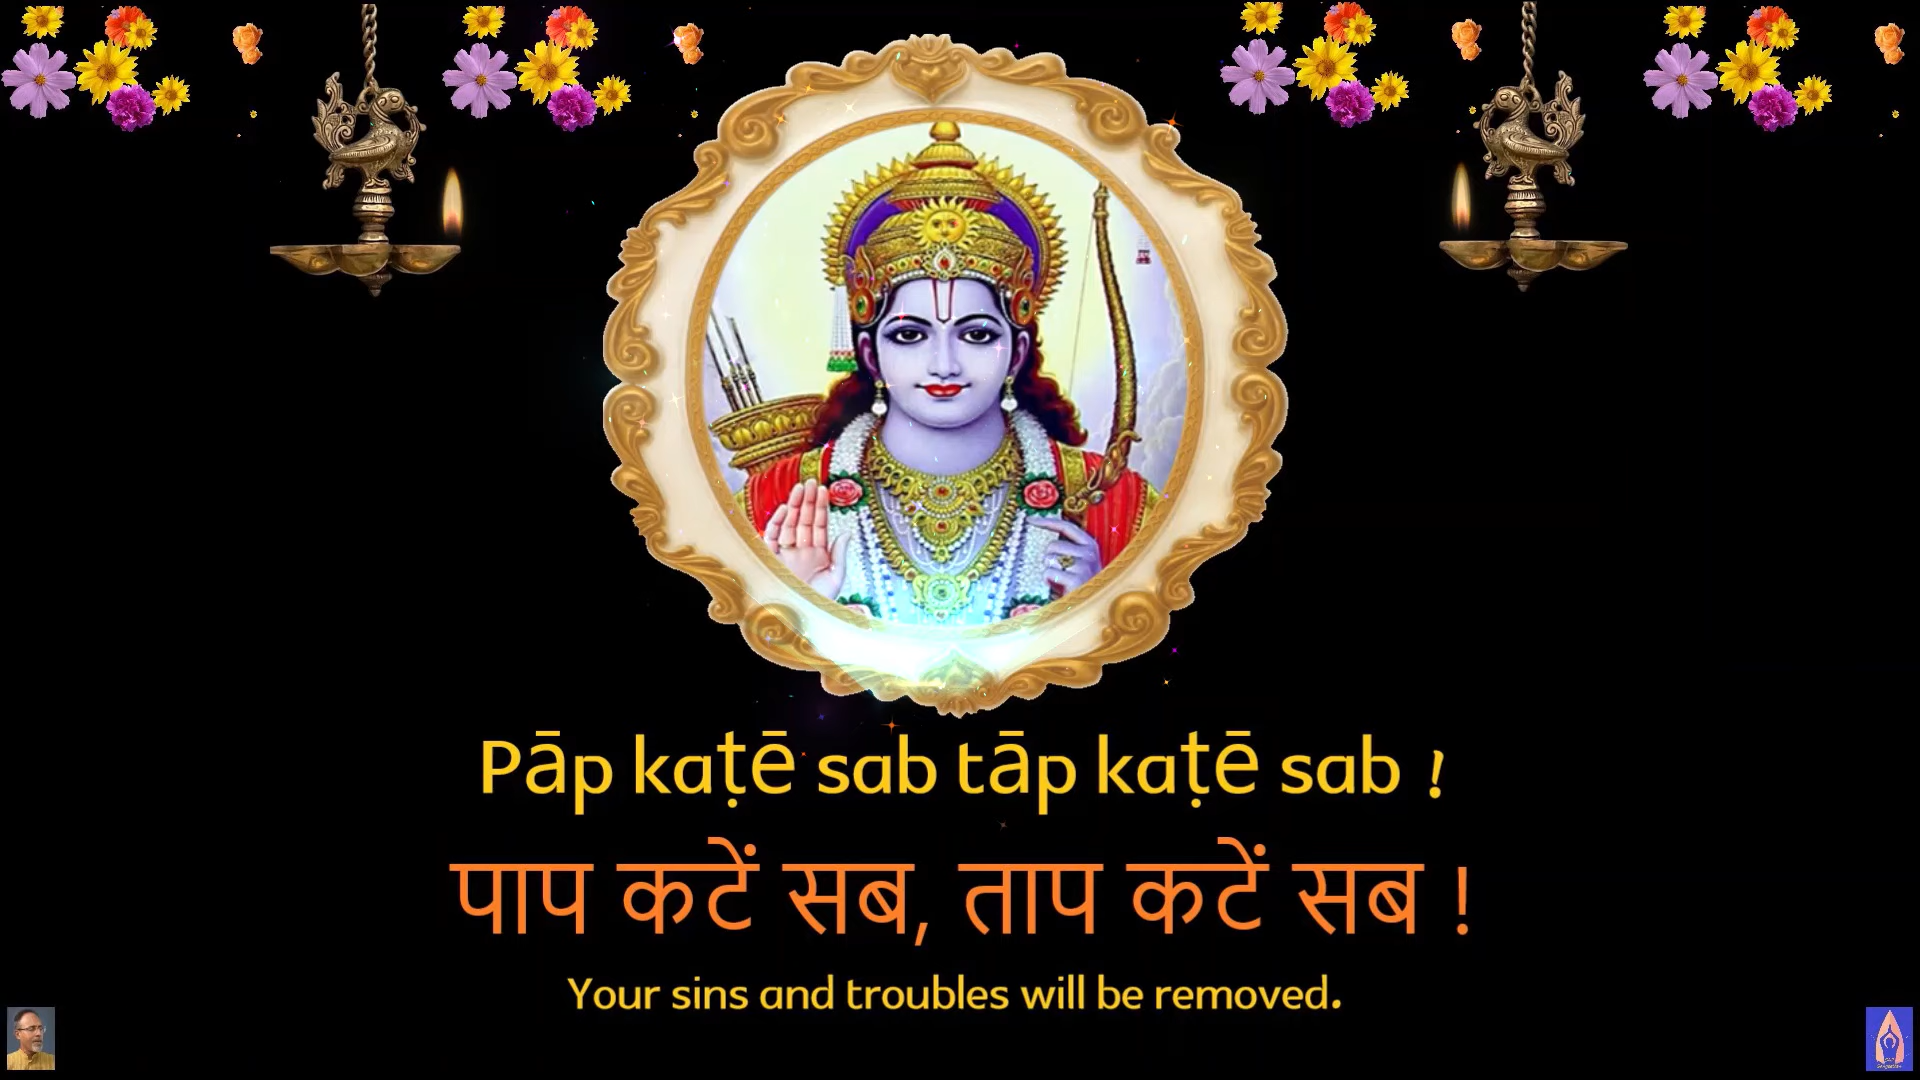 Pāp kaṭē sab tāp kaṭē sab !
पाप कटें सब, ताप कटें सब !
Your sins and troubles will be removed.